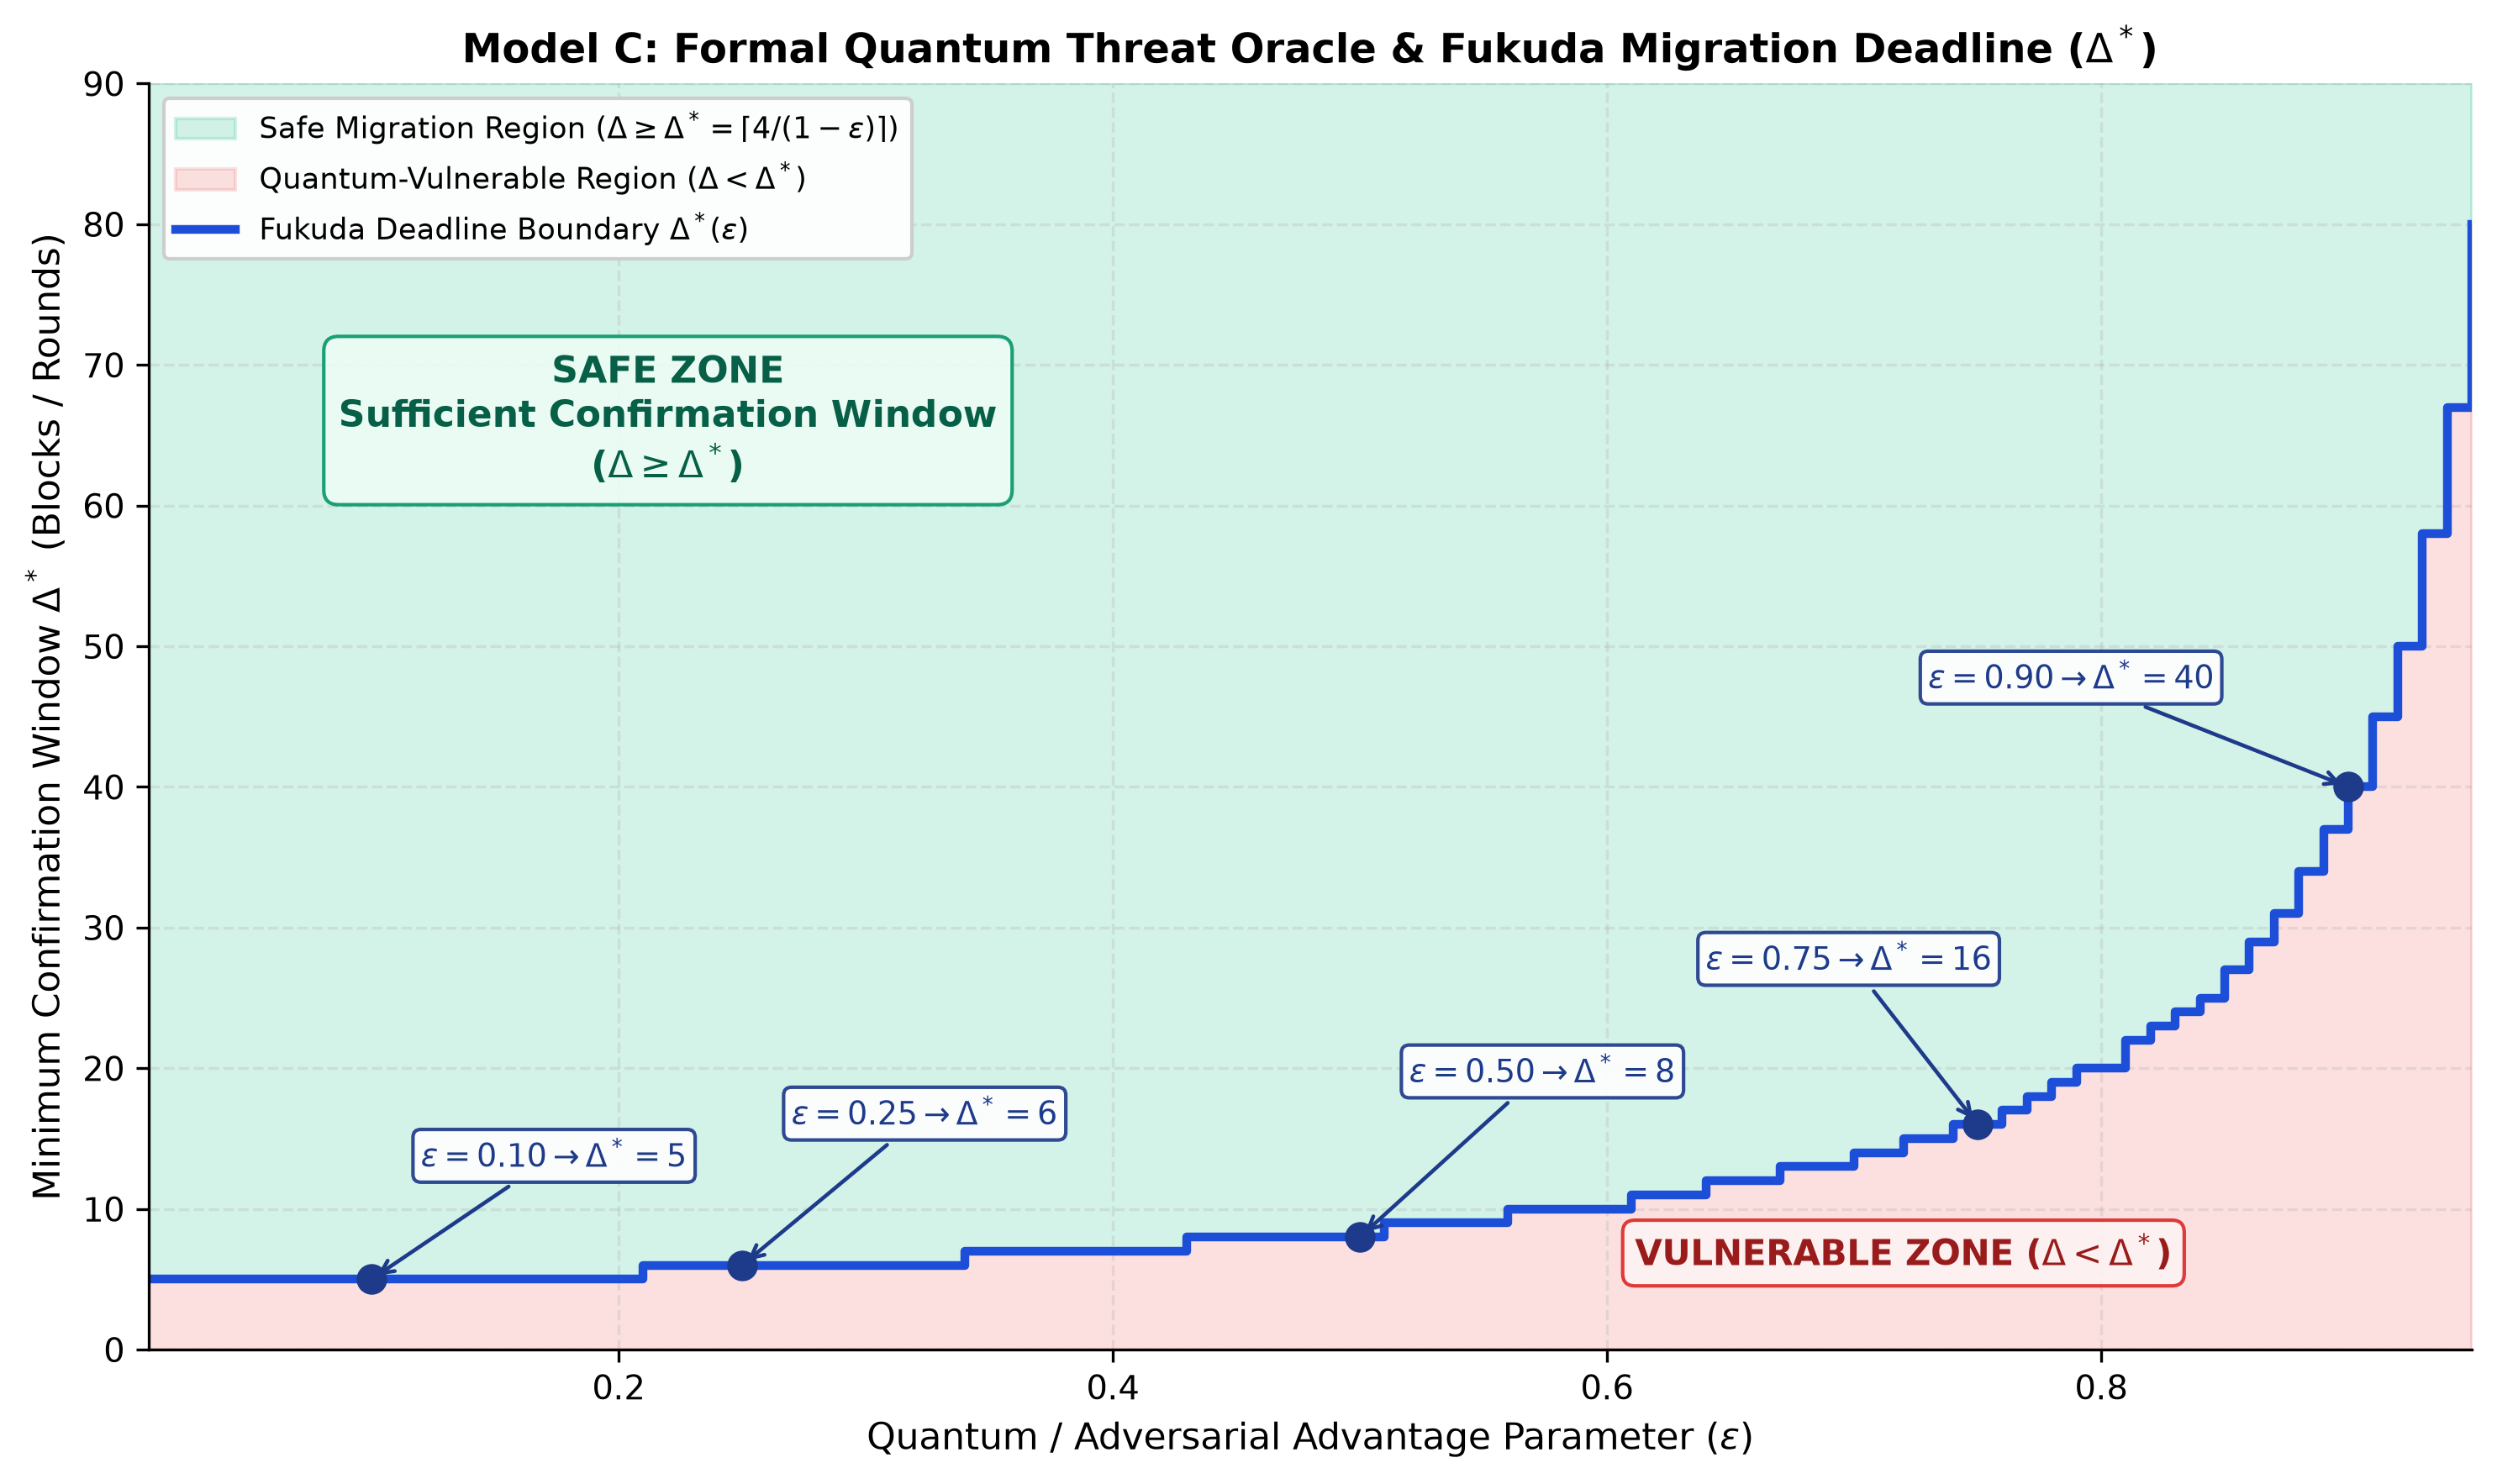 Model C: Formal Quantum Threat Oracle & Fukuda Migration Deadline (Δ*)
Safe Migration Region (Δ ≥ Δ* = ⌈4/(1 − ε)⌉)
Quantum-Vulnerable Region (Δ < Δ*)
Fukuda Deadline Boundary Δ*(ε)
SAFE ZONE
Sufficient Confirmation Window
(Δ ≥ Δ*)
ε = 0.90 → Δ* = 40
ε = 0.75 → Δ* = 16
ε = 0.50 → Δ* = 8
ε = 0.25 → Δ* = 6
ε = 0.10 → Δ* = 5
VULNERABLE ZONE (Δ < Δ*)
Minimum Confirmation Window Δ* (Blocks / Rounds)
90
80
70
60
50
40
30
20
10
0
0.2
0.4
0.6
0.8
Quantum / Adversarial Advantage Parameter (ε)